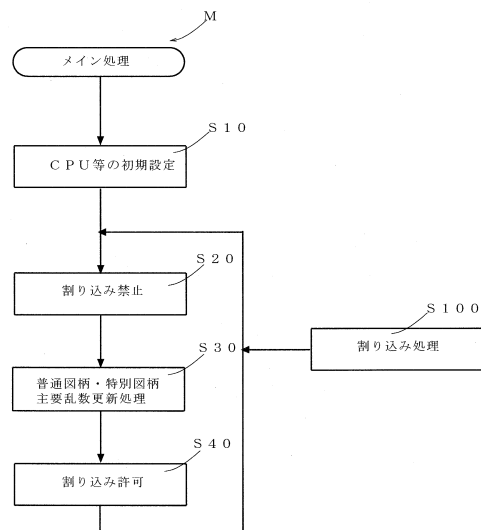 M
メイン処理
S10
CPU等の初期設定
S20
割り込み禁止
S100
割り込み処理
S30
普通図柄・特別図柄
主要乱数更新処理
S40
割り込み許可